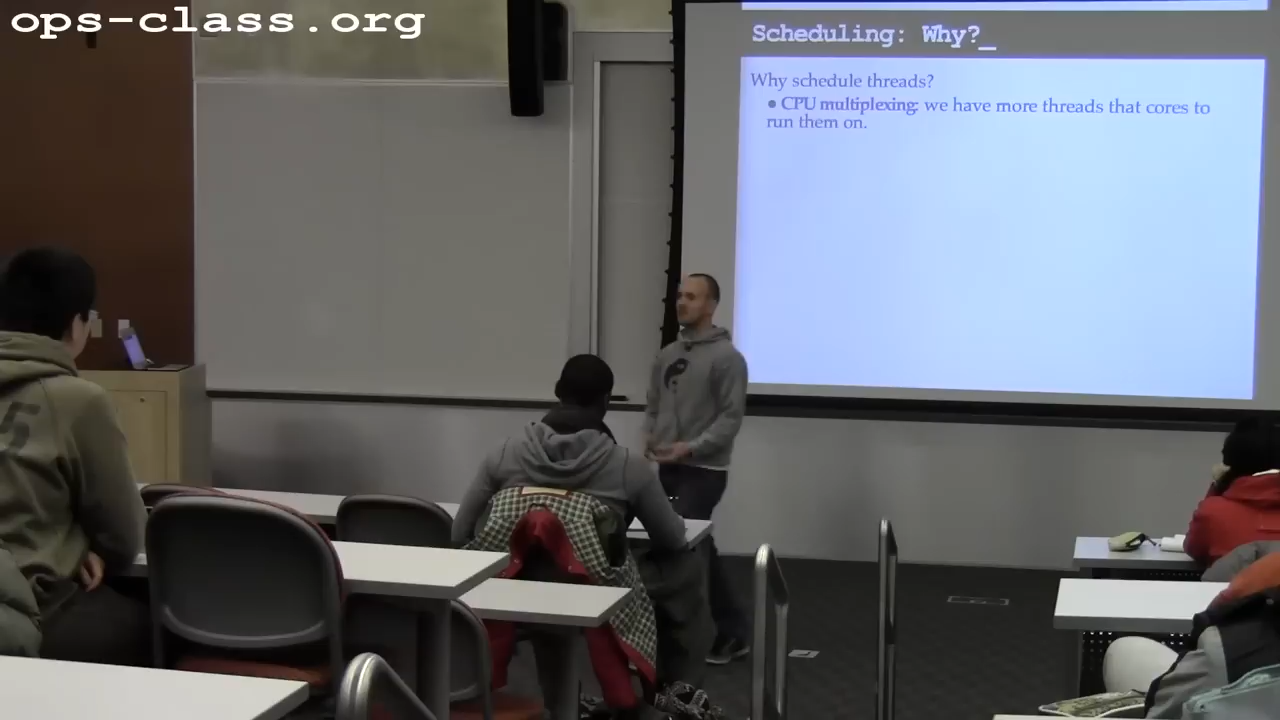 ops-class.org
Scheduling: Why?_
Why schedule threads?
• CPU multiplexing: we have more threads that cores to
run them on.
5